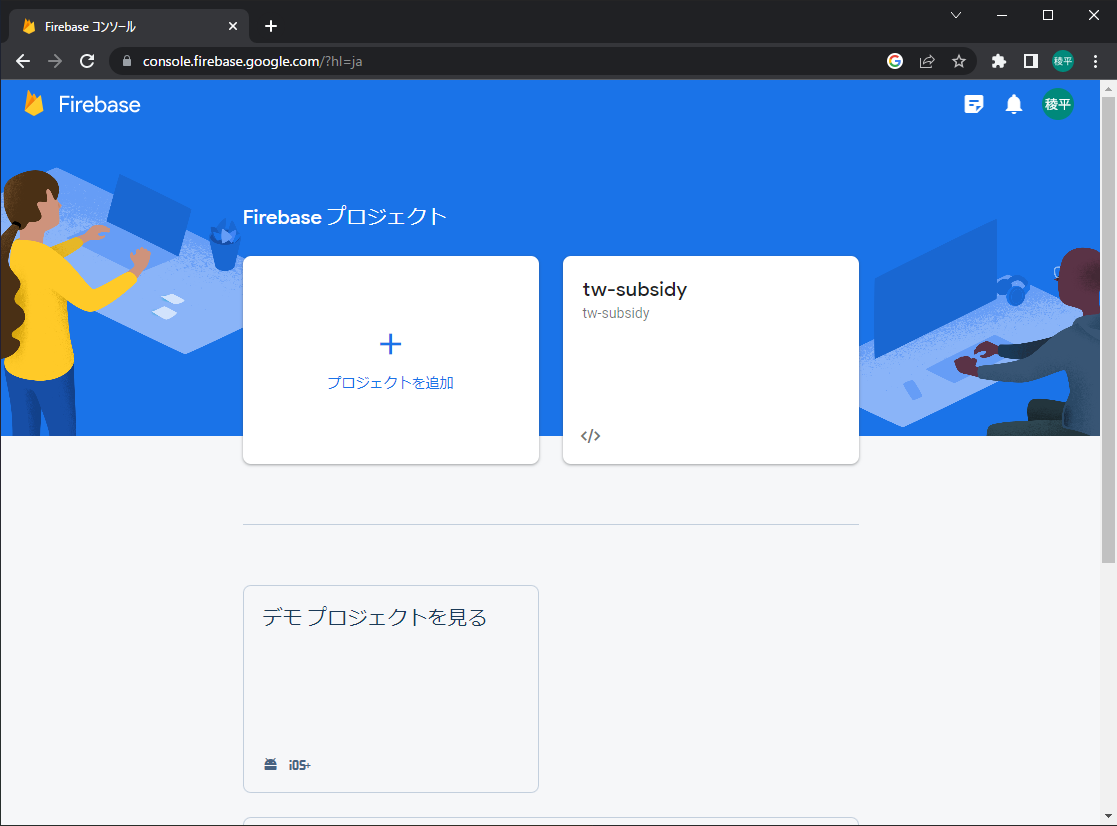 Firebase コンソール
console.firebase.google.com/?hl=ja
稜平
Firebase
稜平
Firebase プロジェクト
プロジェクトを追加
tw-subsidy
tw-subsidy
</>
デモ プロジェクトを見る
iOS+